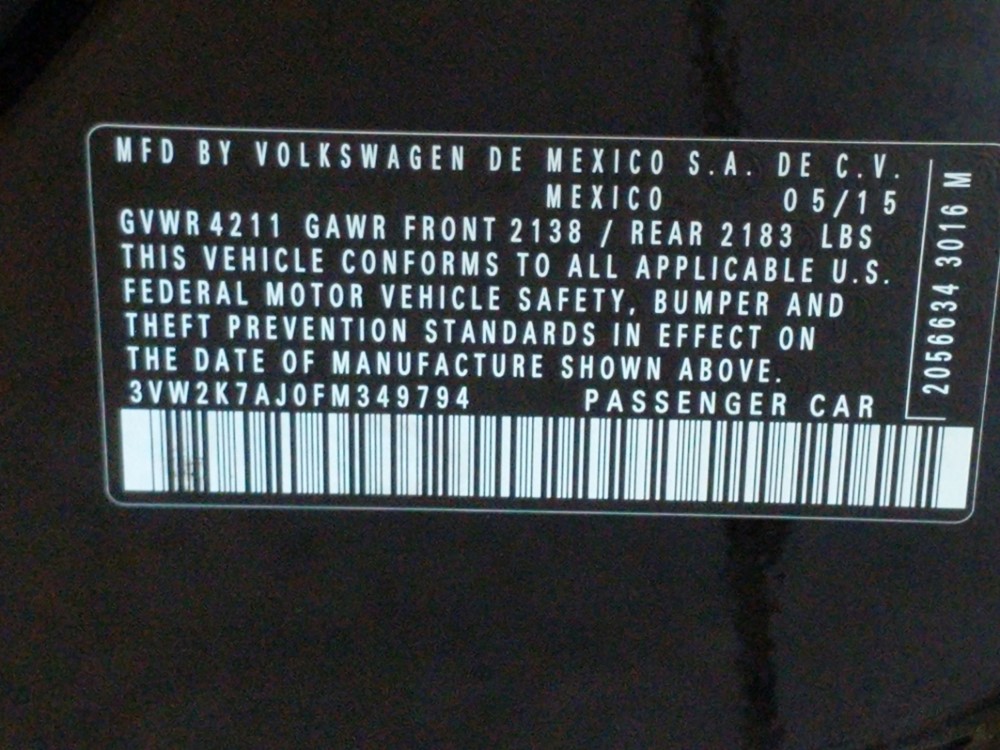 MFD BY VOLKSWAGEN DE MEXICO S.A. DE C.V.
MEXICO 05/15
GVWR 4211 GAWR FRONT 2138 / REAR 2183 LBS
THIS VEHICLE CONFORMS TO ALL APPLICABLE U.S.
FEDERAL MOTOR VEHICLE SAFETY, BUMPER AND
THEFT PREVENTION STANDARDS IN EFFECT ON
THE DATE OF MANUFACTURE SHOWN ABOVE.
3VW2K7AJ0FM349794 PASSENGER CAR
2056634 3016 M